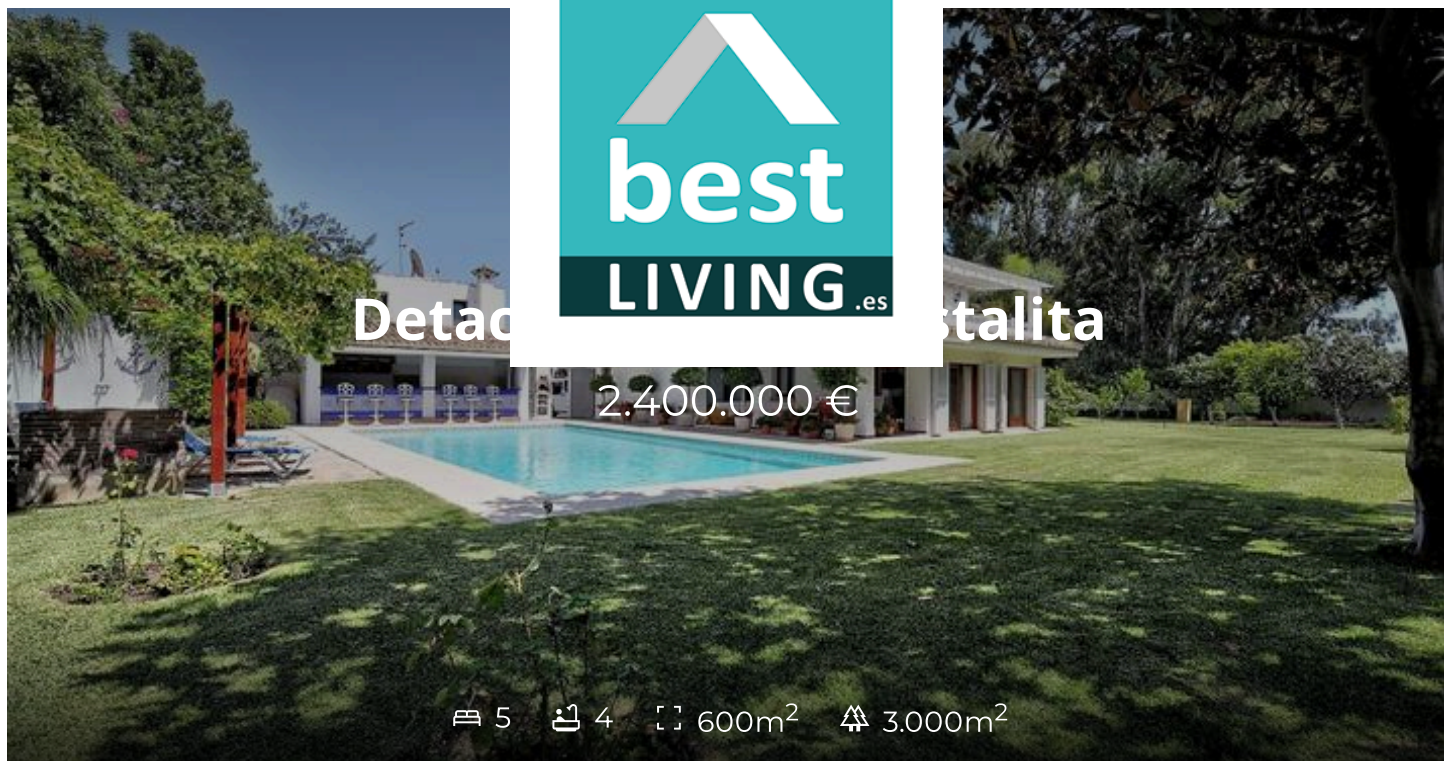 best
LIVING.es
Detac stalita
2.400.000 €
5 4 600m² 3.000m²